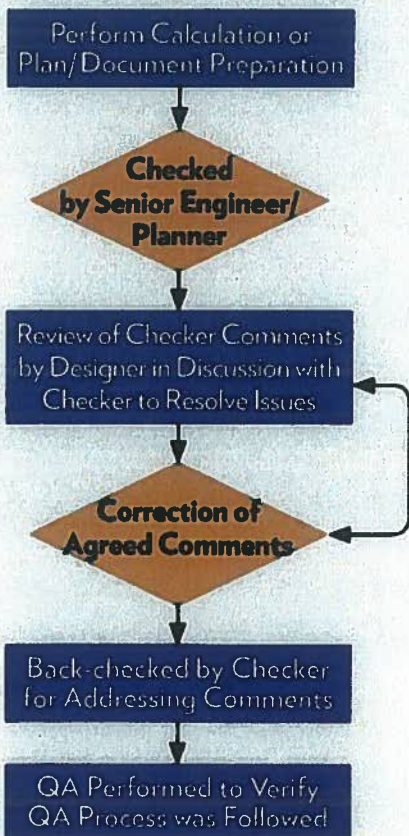 Perform Calculation or
Plan/Document Preparation
Checked
by Senior Engineer/
Planner
Review of Checker Comments
by Designer in Discussion with
Checker to Resolve Issues
Correction of
Agreed Comments
Back-checked by Checker
for Addressing Comments
QA Performed to Verify
QA Process was Followed